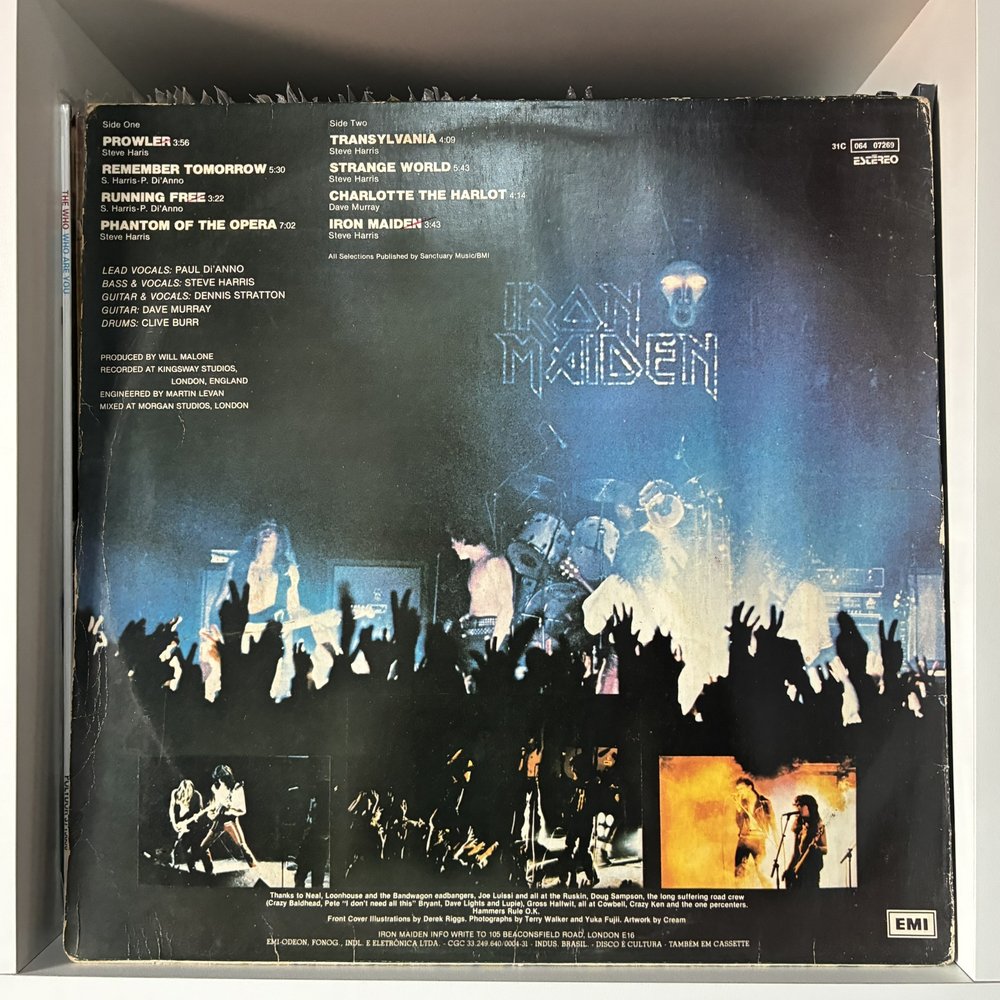 Side One
PROWLER 3:56
Steve Haris
REMEMBER TOMORROW 5:30
S. Harris-P. Di'Anno
RUNNING FREE 3:22
S. Harris-P. Di'Anno
PHANTOM OF THE OPERA 7:02
Steve Harris
Side Two
TRANSYLVANIA 4:09
Steve Harris
STRANGE WORLD 5:43
Steve Harris
CHARLOTTE THE HARLOT 4:14
Dave Murray
IRON MAIDEN 3:43
Steve Harris
All Selections Published by Sanctuary Music/BMI
31C 064 07269
ESTÉREO
LEAD VOCALS: PAUL Di'ANNO
BASS & VOCALS: STEVE HARRIS
GUITAR & VOCALS: DENNIS STRATTON
GUITAR: DAVE MURRAY
DRUMS: CLIVE BURR
PRODUCED BY WILL MALONE
RECORDED AT KINGSWAY STUDIOS,
LONDON, ENGLAND
ENGINEERED BY MARTIN LEVAN
MIXED AT MORGAN STUDIOS, LONDON
IRON
MAIDEN
THE WHO WHO ARE YOU
Thanks to Neal, Loonhouse and the Bandwagon eadbangers, Joe Luissi and all at the Ruskin, Doug Sampson, the long suffering road crew
(Crazy Baldhead, Pete "I don't need all this" Bryant, Dave Lights and Lupie), Gross Hallwit, all at Cowbell, Crazy Ken and the one percenters.
Hammers Rule O.K.
Front Cover Illustrations by Derek Riggs. Photographs by Terry Walker and Yuka Fujii. Artwork by Cream
IRON MAIDEN INFO WRITE TO 105 BEACONSFIELD ROAD, LONDON E16
EMI-ODEON, FONOG., INDL. E ELETRÔNICA LTDA. - CGC 33.249.640/0004-31 - INDUS. BRASIL. - DISCO É CULTURA - TAMBÉM EM CASSETTE
EMI